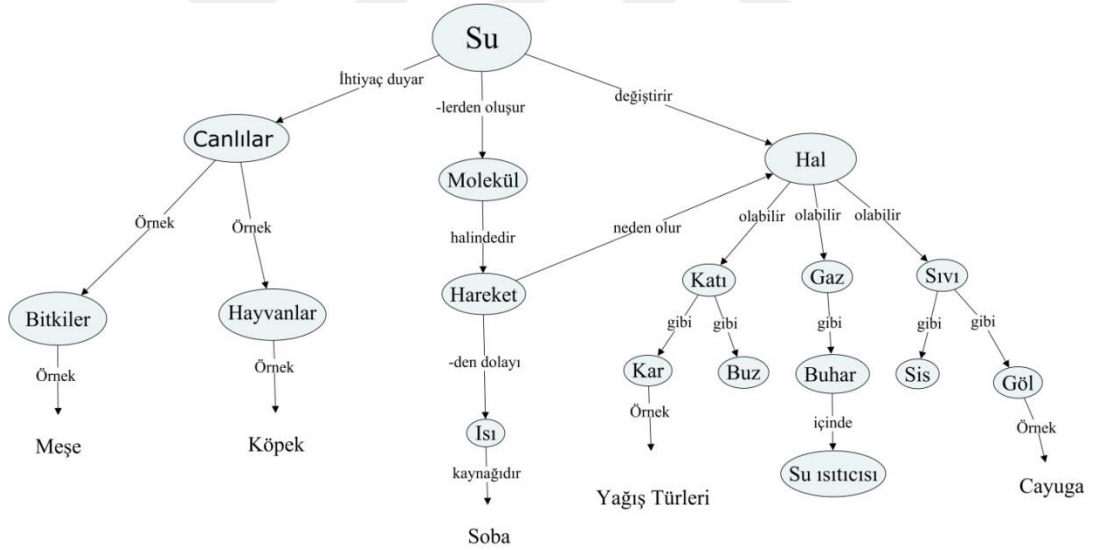 Su
İhtiyaç duyar
-lerden oluşur
değiştirir
Canlılar
Hal
Molekül
Örnek
Örnek
halindedir
neden olur
olabilir
olabilir
olabilir
Katı
Gaz
Sıvı
Hareket
Bitkiler
Hayvanlar
gibi
gibi
gibi
gibi
gibi
Örnek
Örnek
-den dolayı
Kar
Buz
Buhar
Sis
Göl
Örnek
içinde
Örnek
Meşe
Köpek
Isı
kaynağıdır
Su ısıtıcısı
Yağış Türleri
Cayuga
Soba